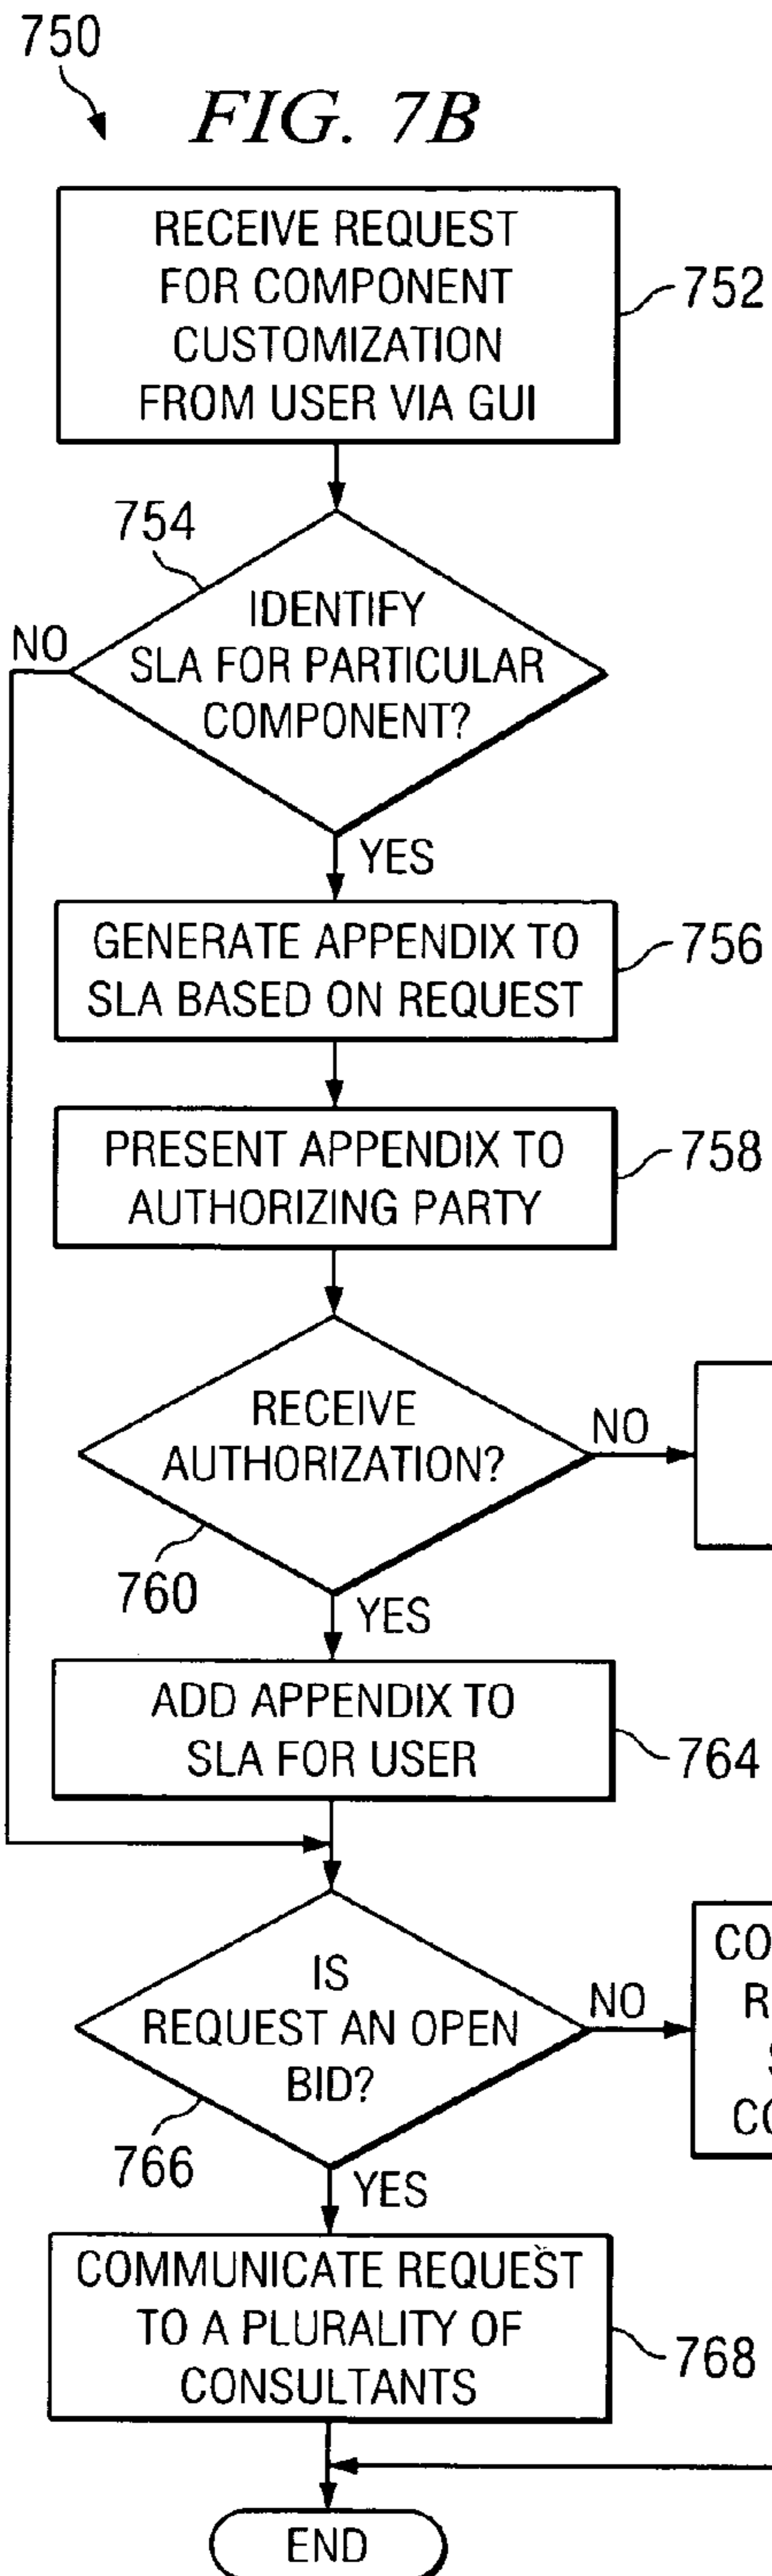 750
FIG. 7B
RECEIVE REQUEST
FOR COMPONENT
CUSTOMIZATION
FROM USER VIA GUI
752
754
IDENTIFY
SLA FOR PARTICULAR
COMPONENT?
NO
YES
GENERATE APPENDIX TO
SLA BASED ON REQUEST
756
PRESENT APPENDIX TO
AUTHORIZING PARTY
758
RECEIVE
AUTHORIZATION?
NO
760
YES
ADD APPENDIX TO
SLA FOR USER
764
IS
REQUEST AN OPEN
BID?
NO
766
YES
COMMUNICATE REQUEST
TO A PLURALITY OF
CONSULTANTS
768
END